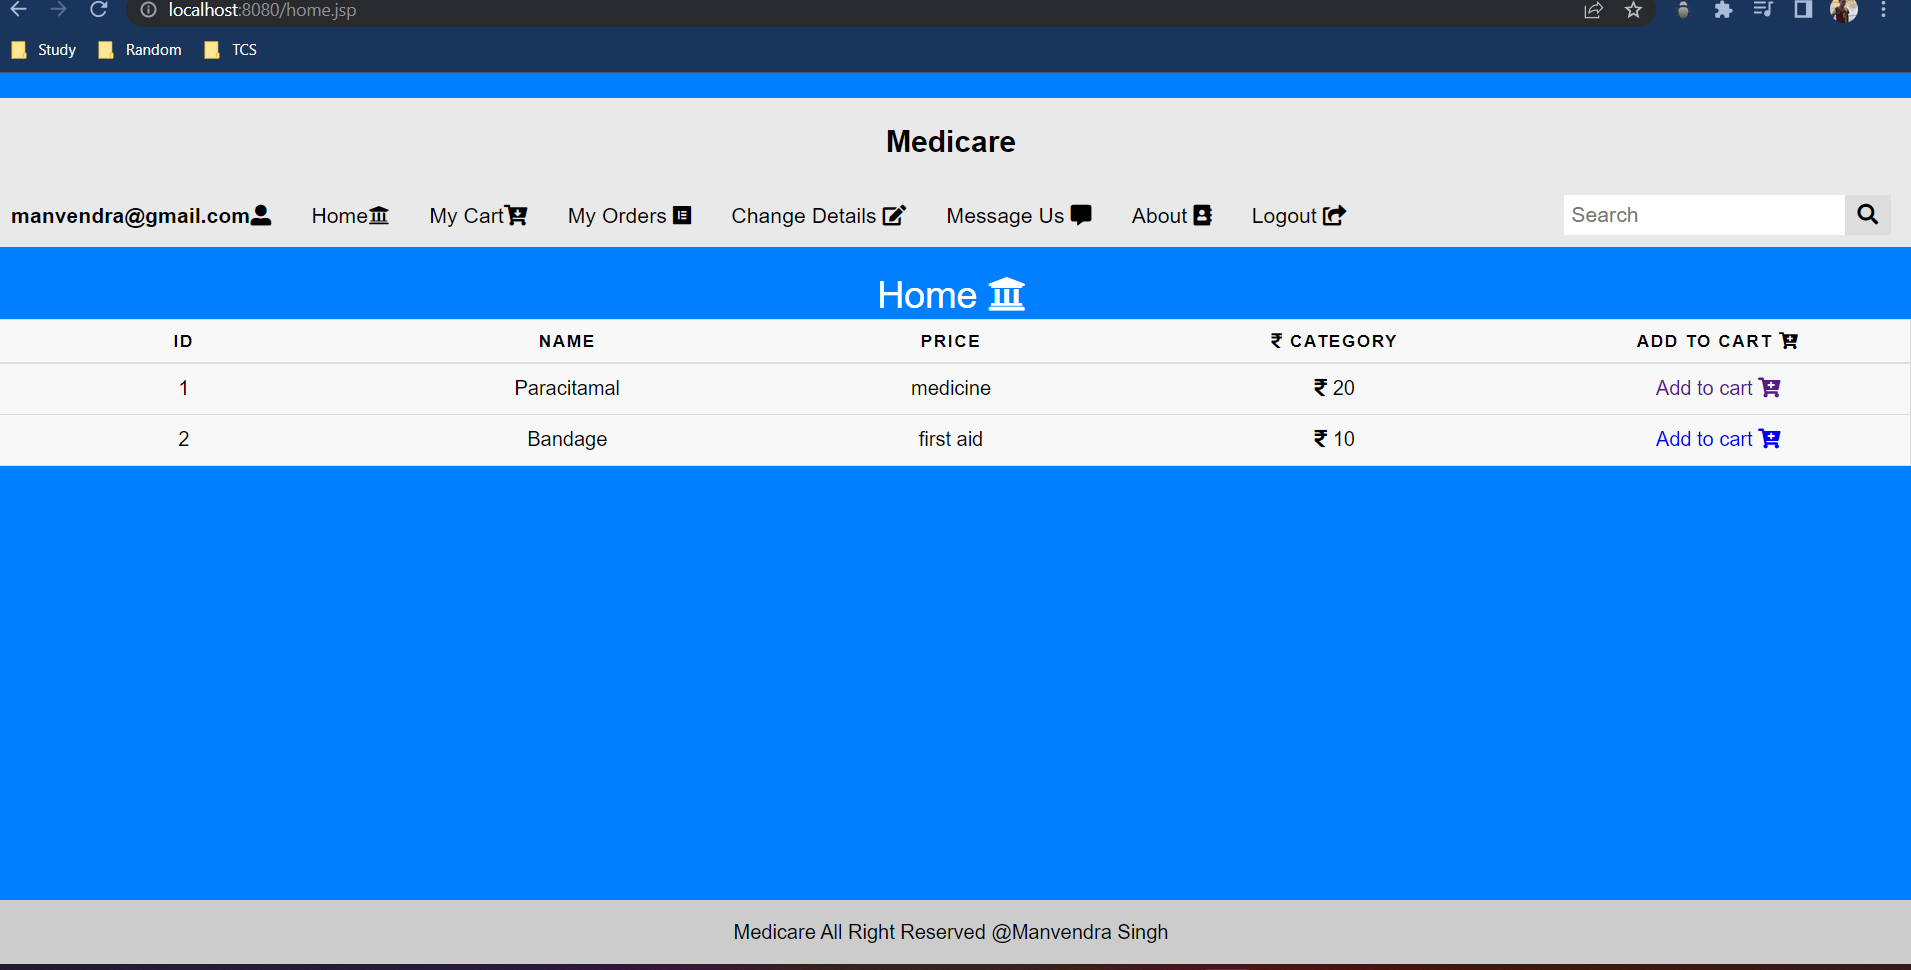 localhost:8080/home.jsp
Study Random TCS
Medicare
manvendra@gmail.com Home My Cart My Orders Change Details Message Us About Logout Search
Home
ID NAME PRICE ₹ CATEGORY ADD TO CART
1 Paracitamal medicine ₹ 20 Add to cart
2 Bandage first aid ₹ 10 Add to cart
Medicare All Right Reserved @Manvendra Singh